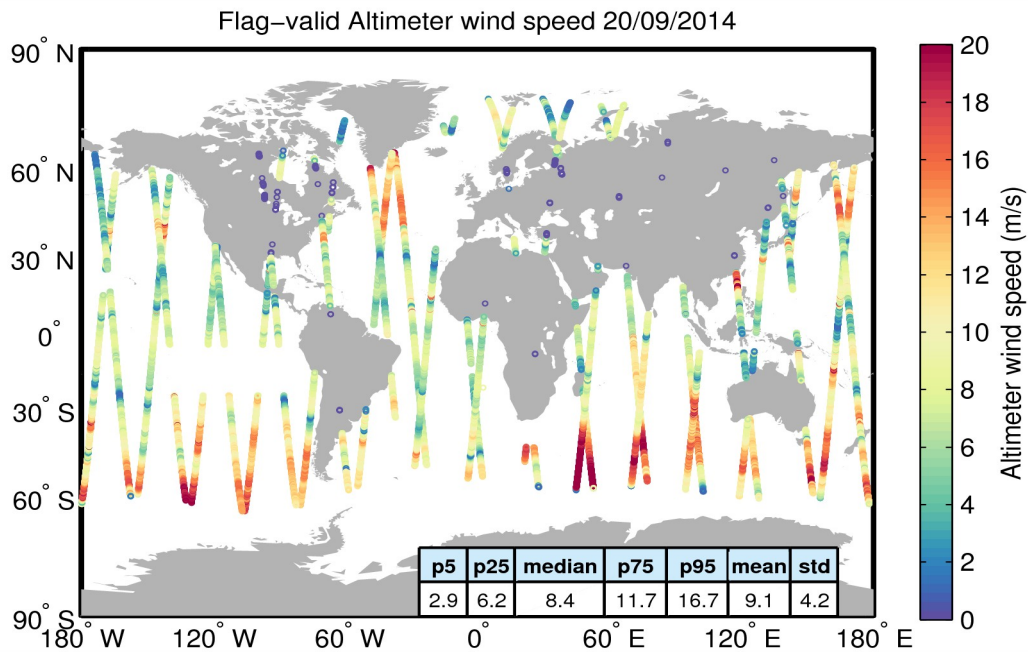 Flag−valid Altimeter wind speed 20/09/2014
90° N
60° N
30° N
0°
30° S
60° S
90° S
180° W
120° W
60° W
0°
60° E
120° E
180° E
p5 p25 median p75 p95 mean std
2.9 6.2 8.4 11.7 16.7 9.1 4.2
20
18
16
14
12
10
8
6
4
2
0
Altimeter wind speed (m/s)